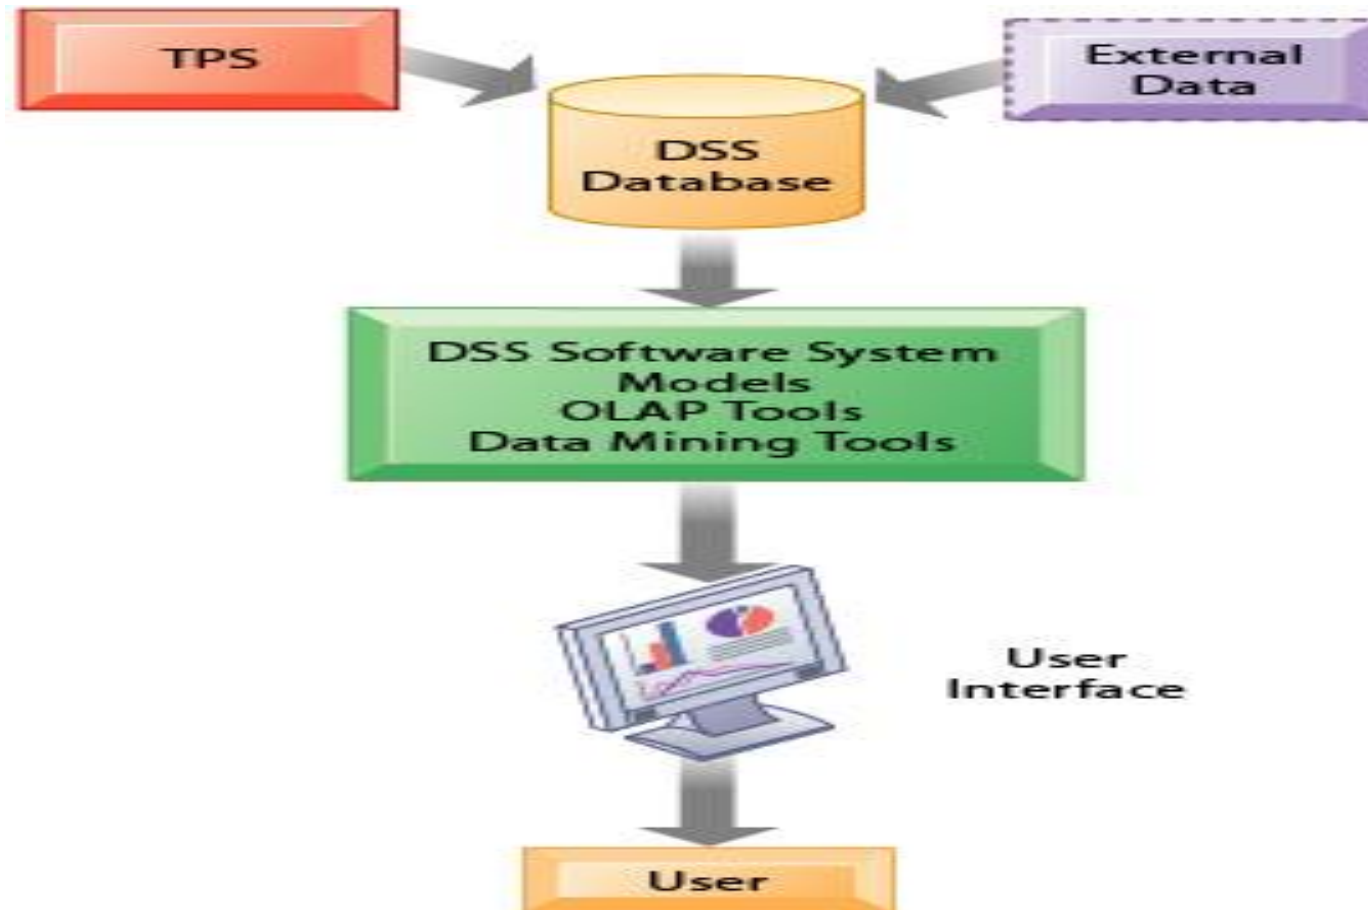 TPS
External
Data
DSS
Database
DSS Software System
Models
OLAP Tools
Data Mining Tools
User
Interface
User